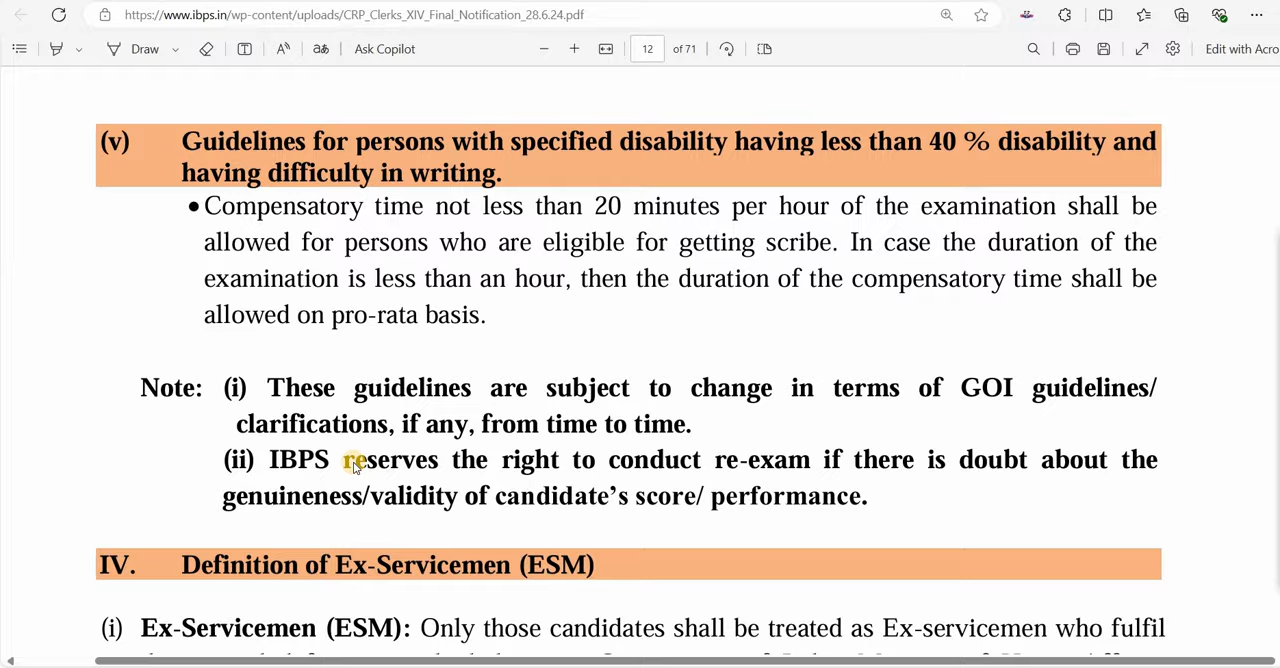 https://www.ibps.in/wp-content/uploads/CRP_Clerks_XIV_Final_Notification_28.6.24.pdf
Draw Ask Copilot 12 of 71 Edit with Acro
(v) Guidelines for persons with specified disability having less than 40 % disability and
having difficulty in writing.
• Compensatory time not less than 20 minutes per hour of the examination shall be
allowed for persons who are eligible for getting scribe. In case the duration of the
examination is less than an hour, then the duration of the compensatory time shall be
allowed on pro-rata basis.
Note: (i) These guidelines are subject to change in terms of GOI guidelines/
clarifications, if any, from time to time.
(ii) IBPS reserves the right to conduct re-exam if there is doubt about the
genuineness/validity of candidate’s score/ performance.
IV. Definition of Ex-Servicemen (ESM)
(i) Ex-Servicemen (ESM): Only those candidates shall be treated as Ex-servicemen who fulfil